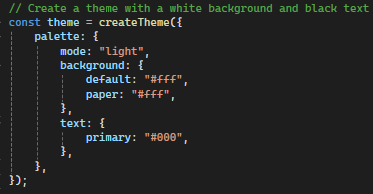 // Create a theme with a white background and black text
const theme = createTheme({
    palette: {
        mode: "light",
        background: {
            default: "#fff",
            paper: "#fff",
        },
        text: {
            primary: "#000",
        },
    },
});